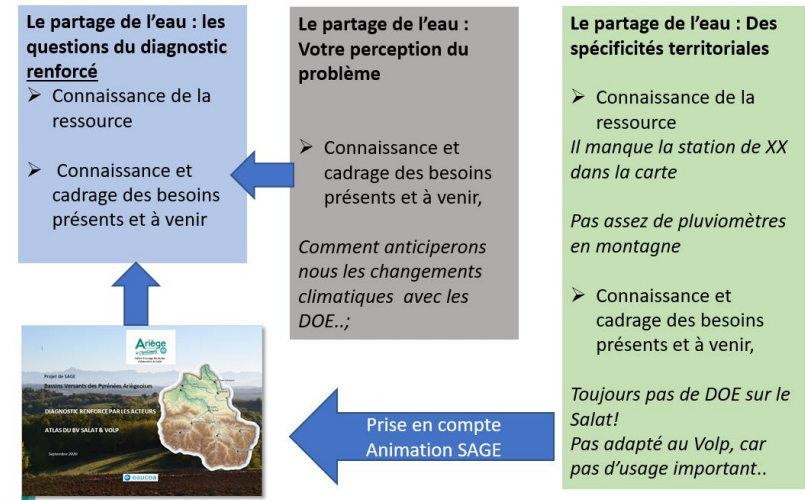 Le partage de l'eau : les
questions du diagnostic
renforcé
➢ Connaissance de la
ressource
➢ Connaissance et
cadrage des besoins
présents et à venir
Le partage de l'eau :
Votre perception du
problème
➢ Connaissance et
cadrage des besoins
présents et à venir,
Comment anticiperons
nous les changements
climatiques avec les
DOE..;
Le partage de l'eau : Des
spécificités territoriales
➢ Connaissance de la
ressource
Il manque la station de XX
dans la carte
Pas assez de pluviomètres
en montagne
➢ Connaissance et
cadrage des besoins
présents et à venir,
Toujours pas de DOE sur le
Salat!
Pas adapté au Volp, car
pas d'usage important..
Ariège
Projet de SAGE
Bassins Versants des Pyrénées Ariégeoises
DIAGNOSTIC RENFORCE PAR LES ACTEURS
ATLAS DU BV SALAT & VOLP
Septembre 2020
eaucea
Prise en compte
Animation SAGE